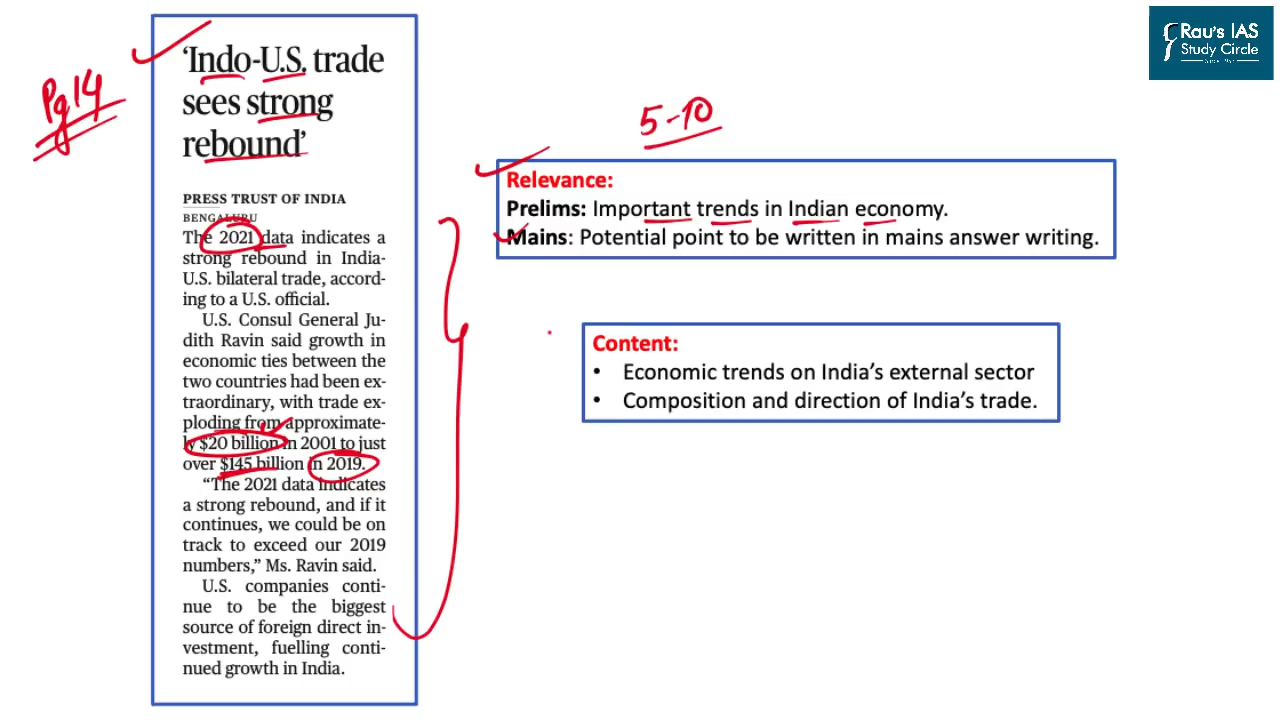 Rau's IAS
Study Circle
Pg 14
'Indo-U.S. trade
sees strong
rebound'
PRESS TRUST OF INDIA
BENGALURU
The 2021 data indicates a
strong rebound in India-
U.S. bilateral trade, accord-
ing to a U.S. official.
U.S. Consul General Ju-
dith Ravin said growth in
economic ties between the
two countries had been ex-
traordinary, with trade ex-
ploding from approximate-
ly $20 billion in 2001 to just
over $145 billion in 2019.
"The 2021 data indicates
a strong rebound, and if it
continues, we could be on
track to exceed our 2019
numbers," Ms. Ravin said.
U.S. companies conti-
nue to be the biggest
source of foreign direct in-
vestment, fuelling conti-
nued growth in India.
5-10
Relevance:
Prelims: Important trends in Indian economy.
Mains: Potential point to be written in mains answer writing.
Content:
• Economic trends on India's external sector
• Composition and direction of India's trade.